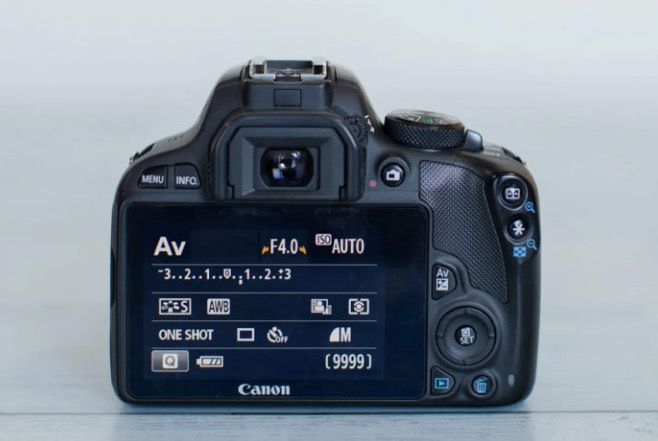 MENU INFO.
Av
F4.0 ISO AUTO
-3..2..1..0..1..2..+3
Av
S AWB
ONE SHOT OFF M
SET
Q [9999]
Canon